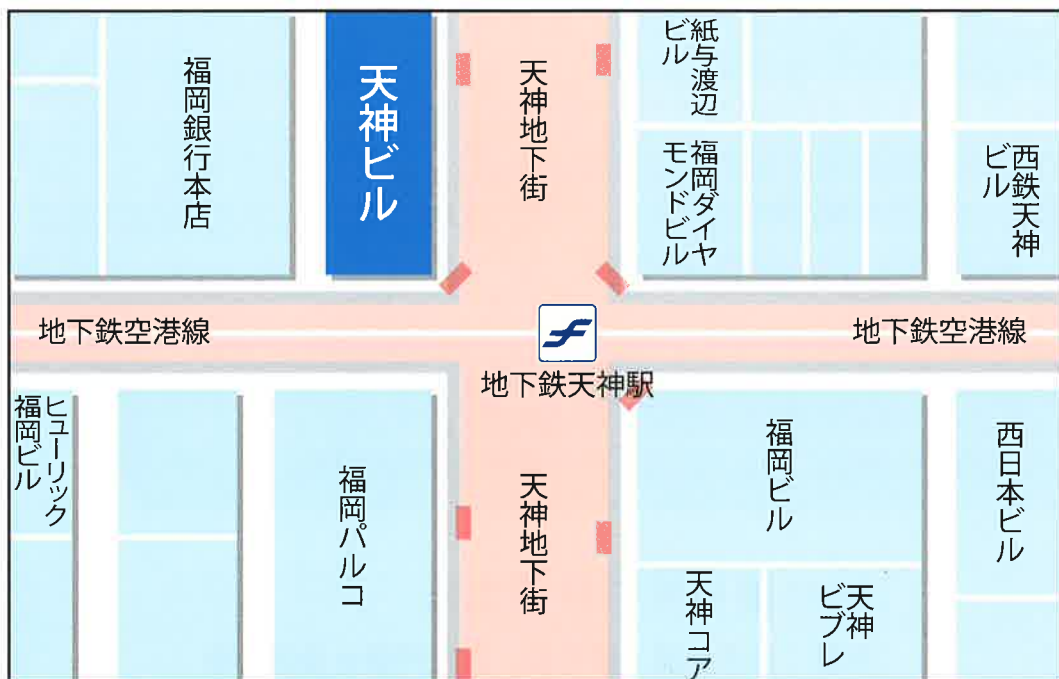 福岡銀行本店
天神ビル
天神地下街
紙与渡辺
ビル
福岡ダイヤ
モンドビル
西鉄天神
ビル
地下鉄空港線
地下鉄空港線
地下鉄天神駅
ヒューリック
福岡ビル
福岡パルコ
天神地下街
福岡ビル
西日本ビル
天神コア
天神
ビブレ